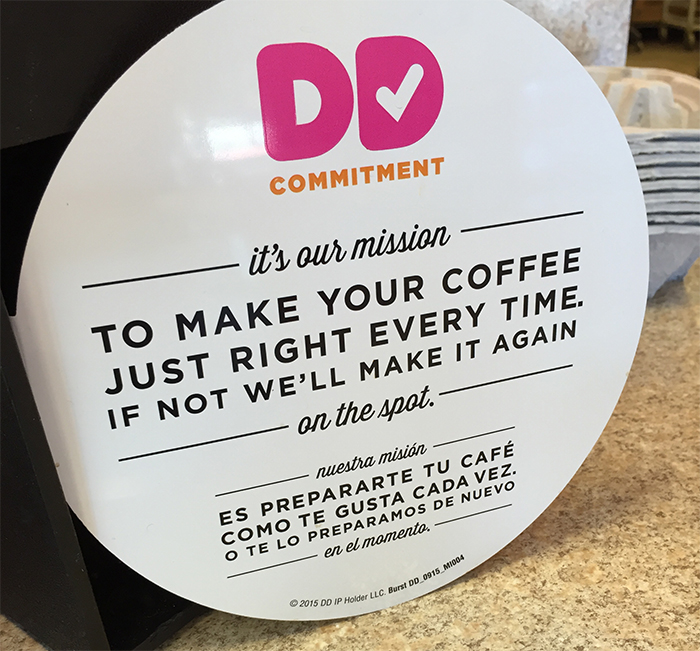 DD
COMMITMENT
it's our mission
TO MAKE YOUR COFFEE
JUST RIGHT EVERY TIME.
IF NOT WE'LL MAKE IT AGAIN
on the spot.
nuestra misión
ES PREPARARTE TU CAFÉ
COMO TE GUSTA CADA VEZ.
O TE LO PREPARAMOS DE NUEVO
en el momento.
© 2015 DD IP Holder LLC. Burst DD_0915_MI004